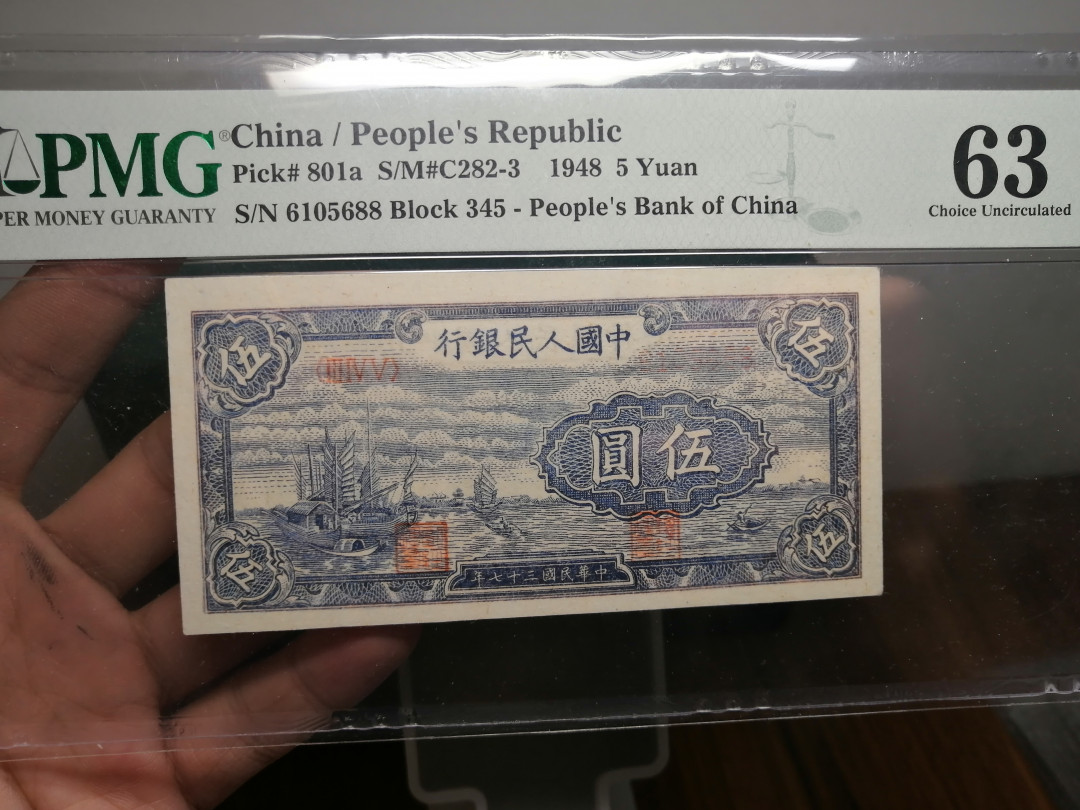 PMG®
PER MONEY GUARANTY
China / People's Republic
Pick# 801a S/M#C282-3 1948 5 Yuan
S/N 6105688 Block 345 - People's Bank of China
63
Choice Uncirculated
中國人民銀行
伍
伍
伍圓
伍
伍
中華民國三十七年